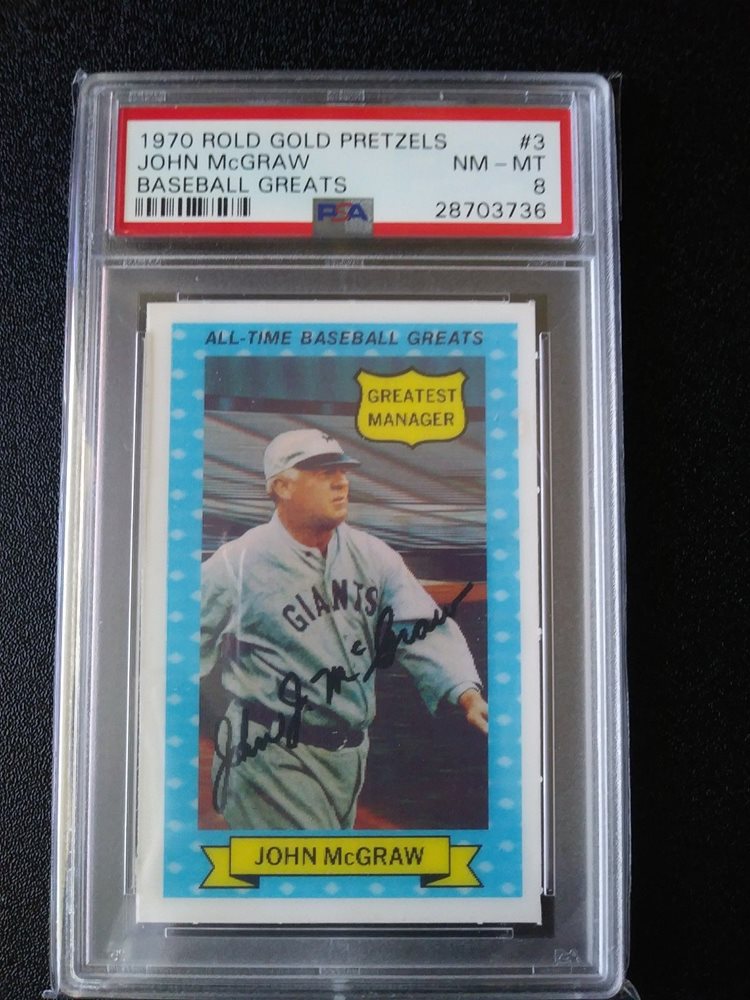 1970 ROLD GOLD PRETZELS #3
JOHN McGRAW NM - MT
BASEBALL GREATS 8
PSA 28703736
ALL-TIME BASEBALL GREATS
GREATEST
MANAGER
GIANTS
John J. McGraw
JOHN McGRAW